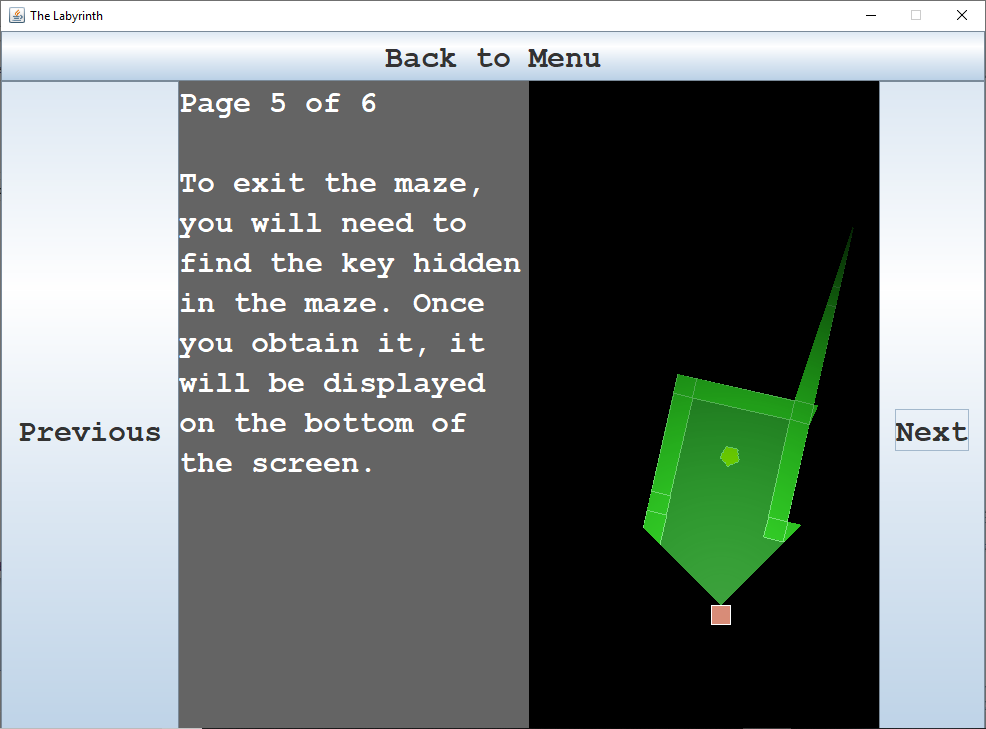 The Labyrinth
Back to Menu
Previous
Page 5 of 6
To exit the maze,
you will need to
find the key hidden
in the maze. Once
you obtain it, it
will be displayed
on the bottom of
the screen.
Next